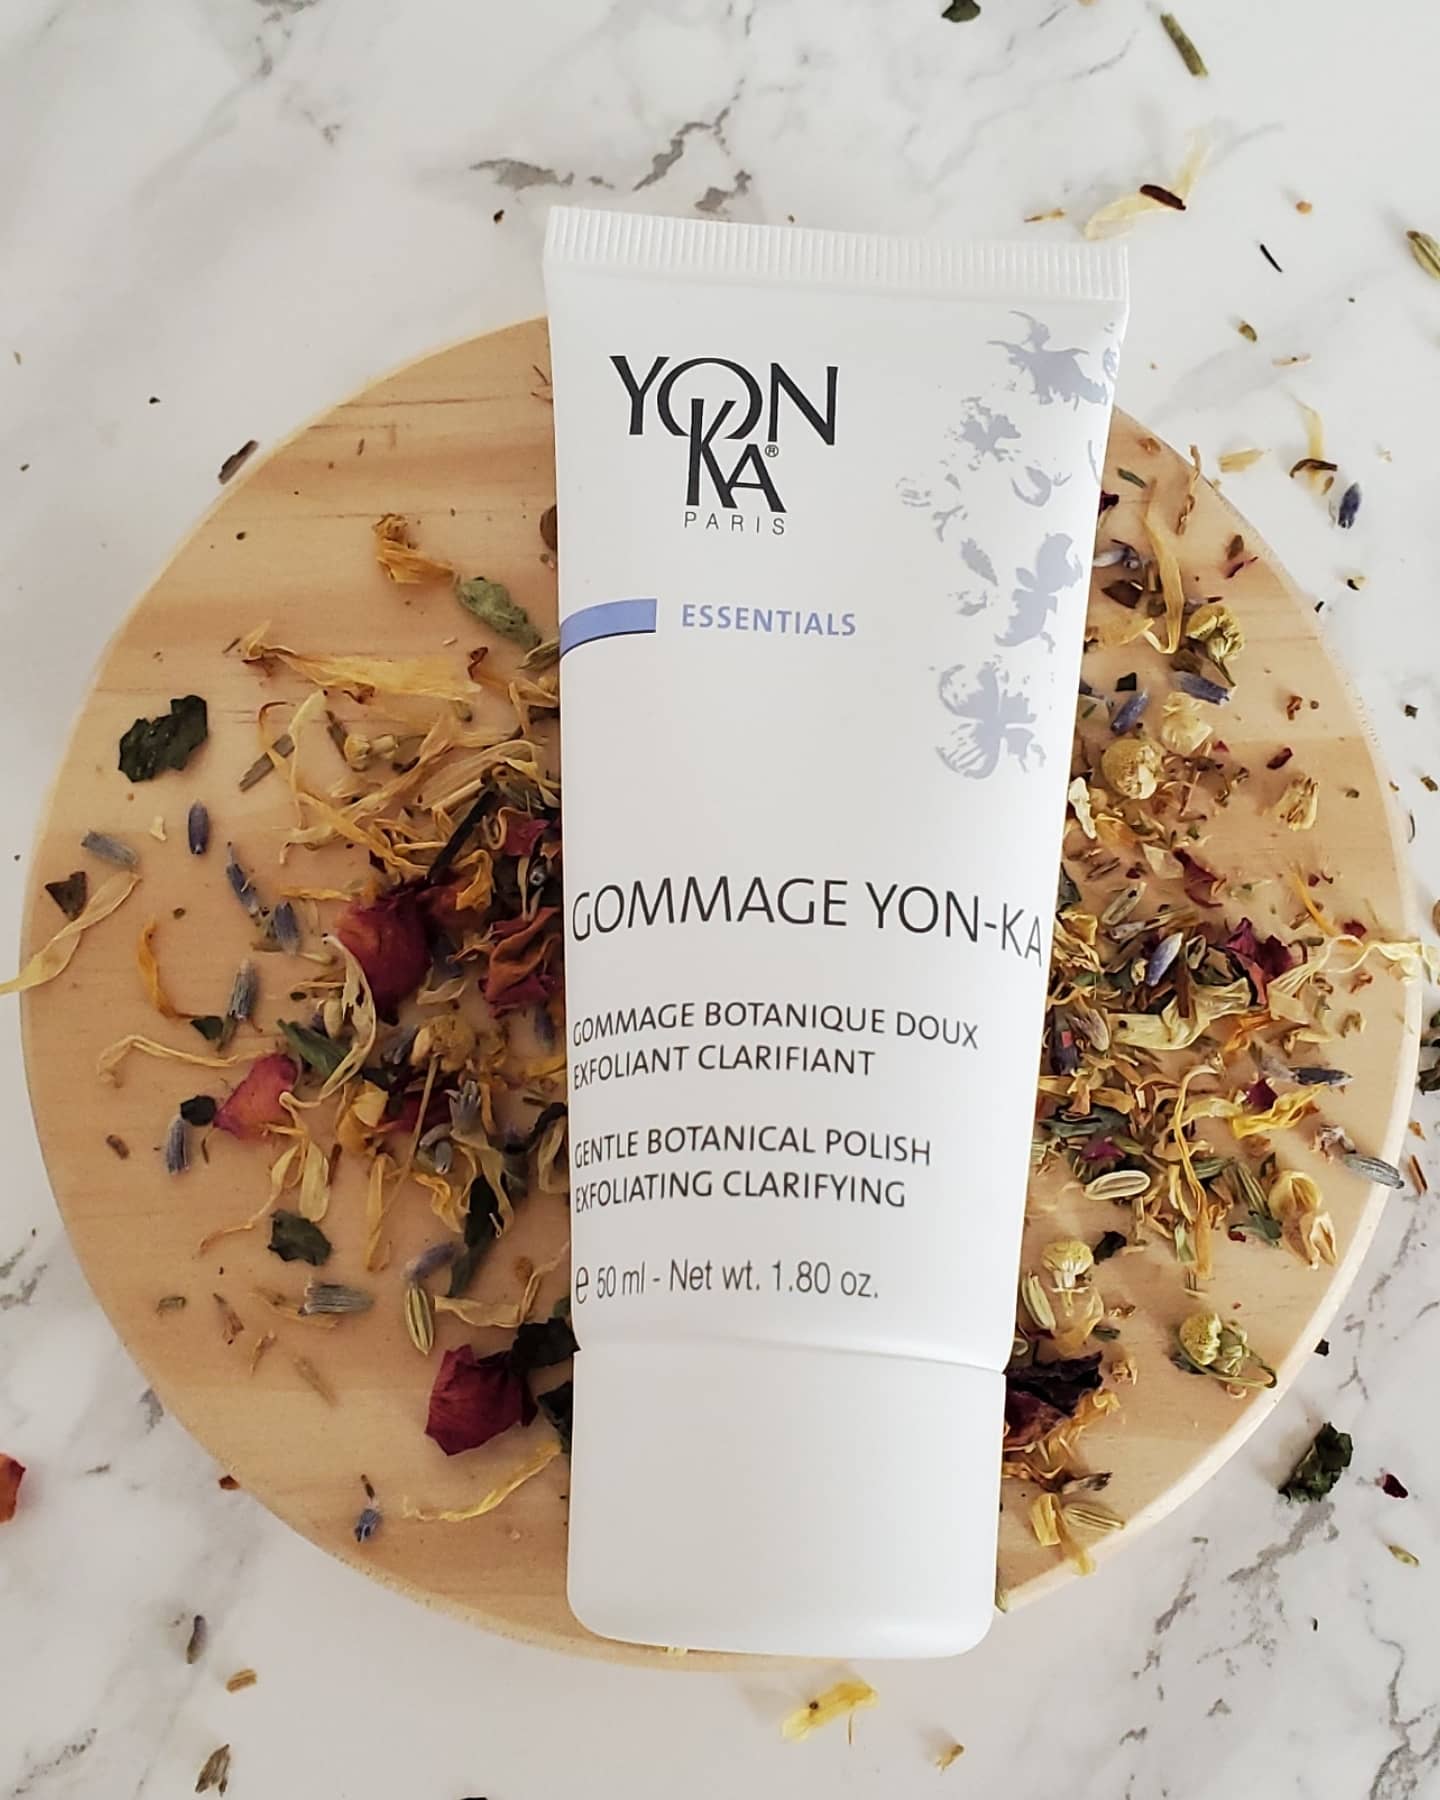 YON
KA®
PARIS
ESSENTIALS
GOMMAGE YON-KA
GOMMAGE BOTANIQUE DOUX
EXFOLIANT CLARIFIANT
GENTLE BOTANICAL POLISH
EXFOLIATING CLARIFYING
℮ 50 ml - Net wt. 1.80 oz.